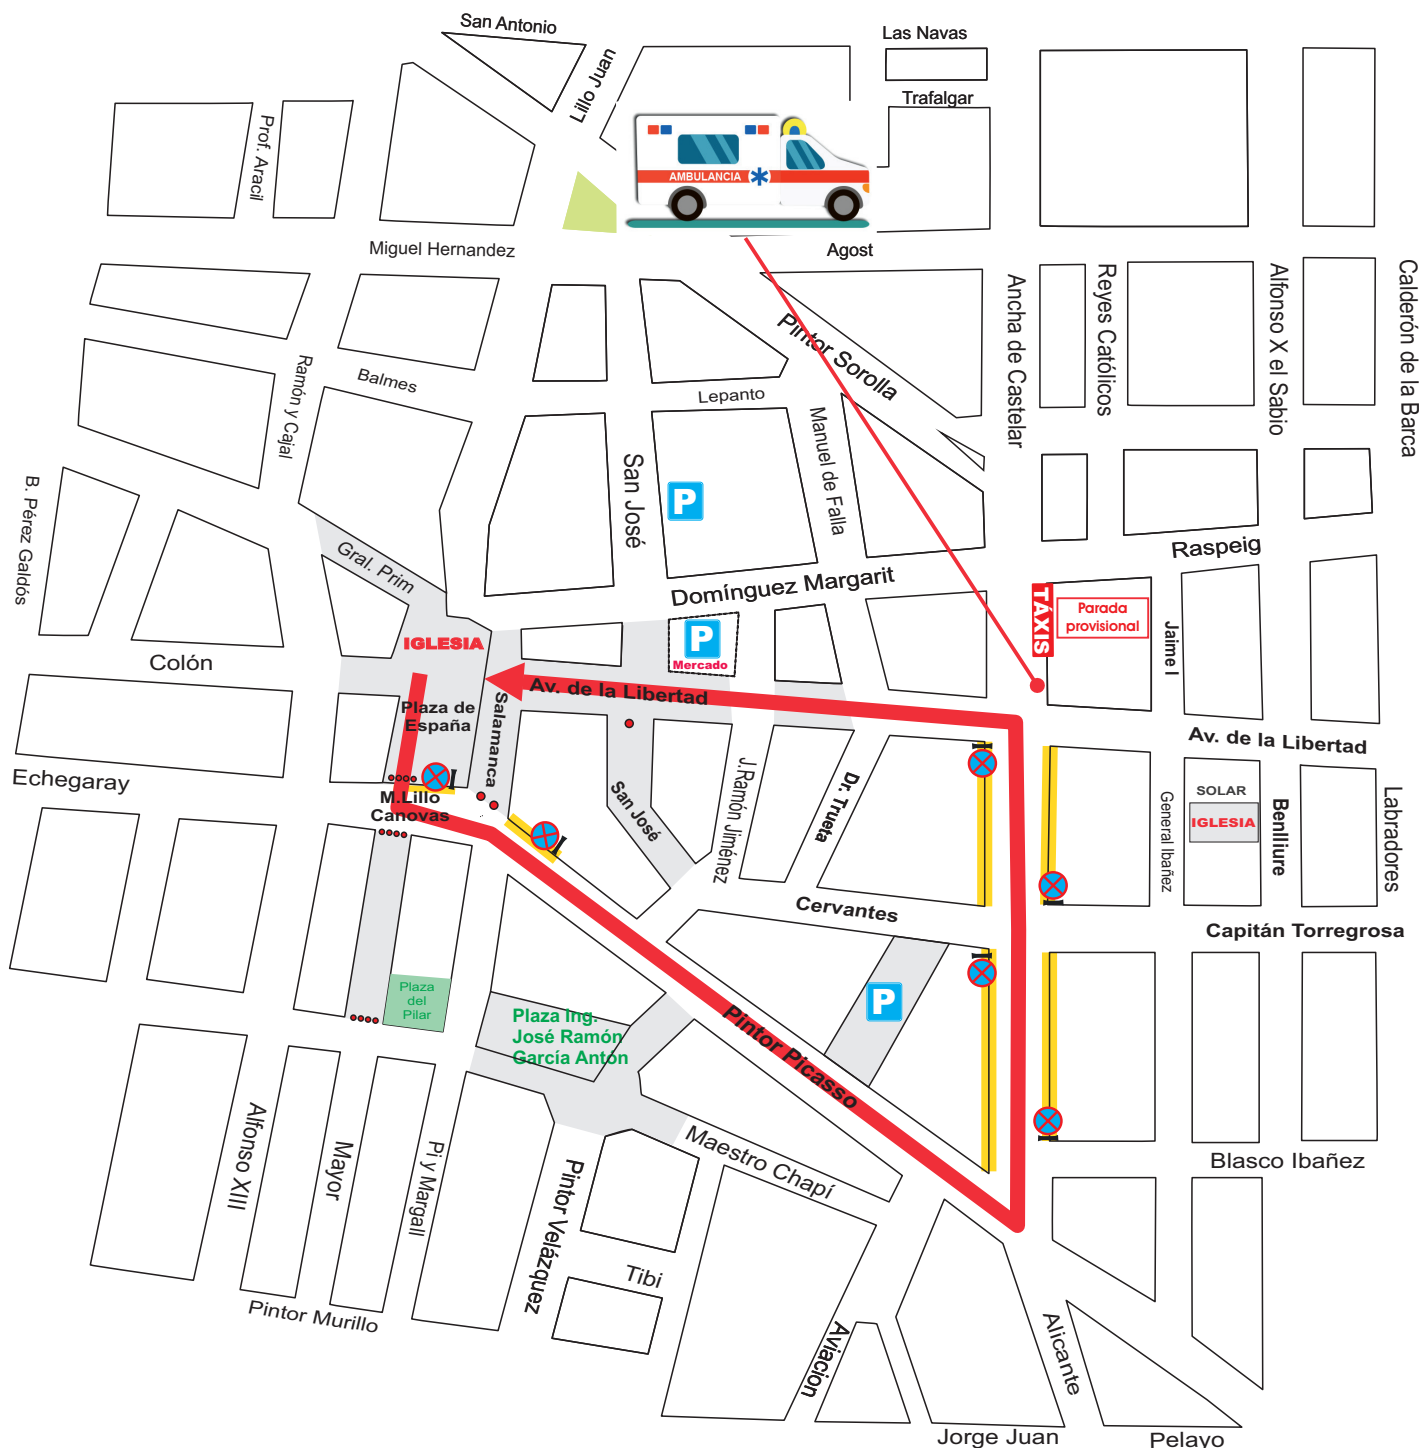 San Antonio
Lillo Juan
Las Navas
Trafalgar
Prof. Aracil
AMBULANCIA
Miguel Hernandez
Agost
Ancha de Castelar
Reyes Católicos
Alfonso X el Sabio
Calderón de la Barca
Pintor Sorolla
Ramón y Cajal
Balmes
Lepanto
Manuel de Falla
San José
P
B. Pérez Galdós
Gral. Prim
Raspeig
Domínguez Margarit
TÁXIS
Parada
provisional
Jaime I
IGLESIA
P
Mercado
Colón
Av. de la Libertad
Plaza de
España
Salamanca
Av. de la Libertad
Echegaray
M.Lillo
Canovas
San José
J.Ramón Jiménez
Dr. Trueta
General Ibañez
SOLAR
IGLESIA
Benlliure
Labradores
Cervantes
Capitán Torregrosa
Plaza
del
Pilar
P
Plaza Ing.
José Ramón
García Antón
Pintor Picasso
Alfonso XIII
Mayor
Pi y Margall
Pintor Velázquez
Maestro Chapí
Blasco Ibañez
Tibi
Pintor Murillo
Aviacion
Alicante
Jorge Juan
Pelayo